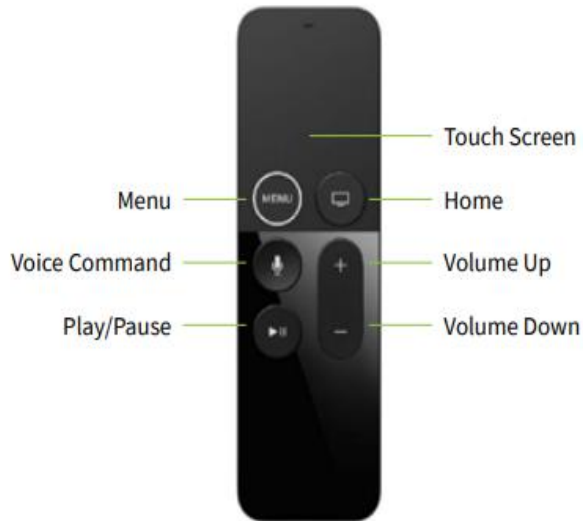 Touch Screen
Menu
MENU
Home
Voice Command
+
Volume Up
Play/Pause
−
Volume Down